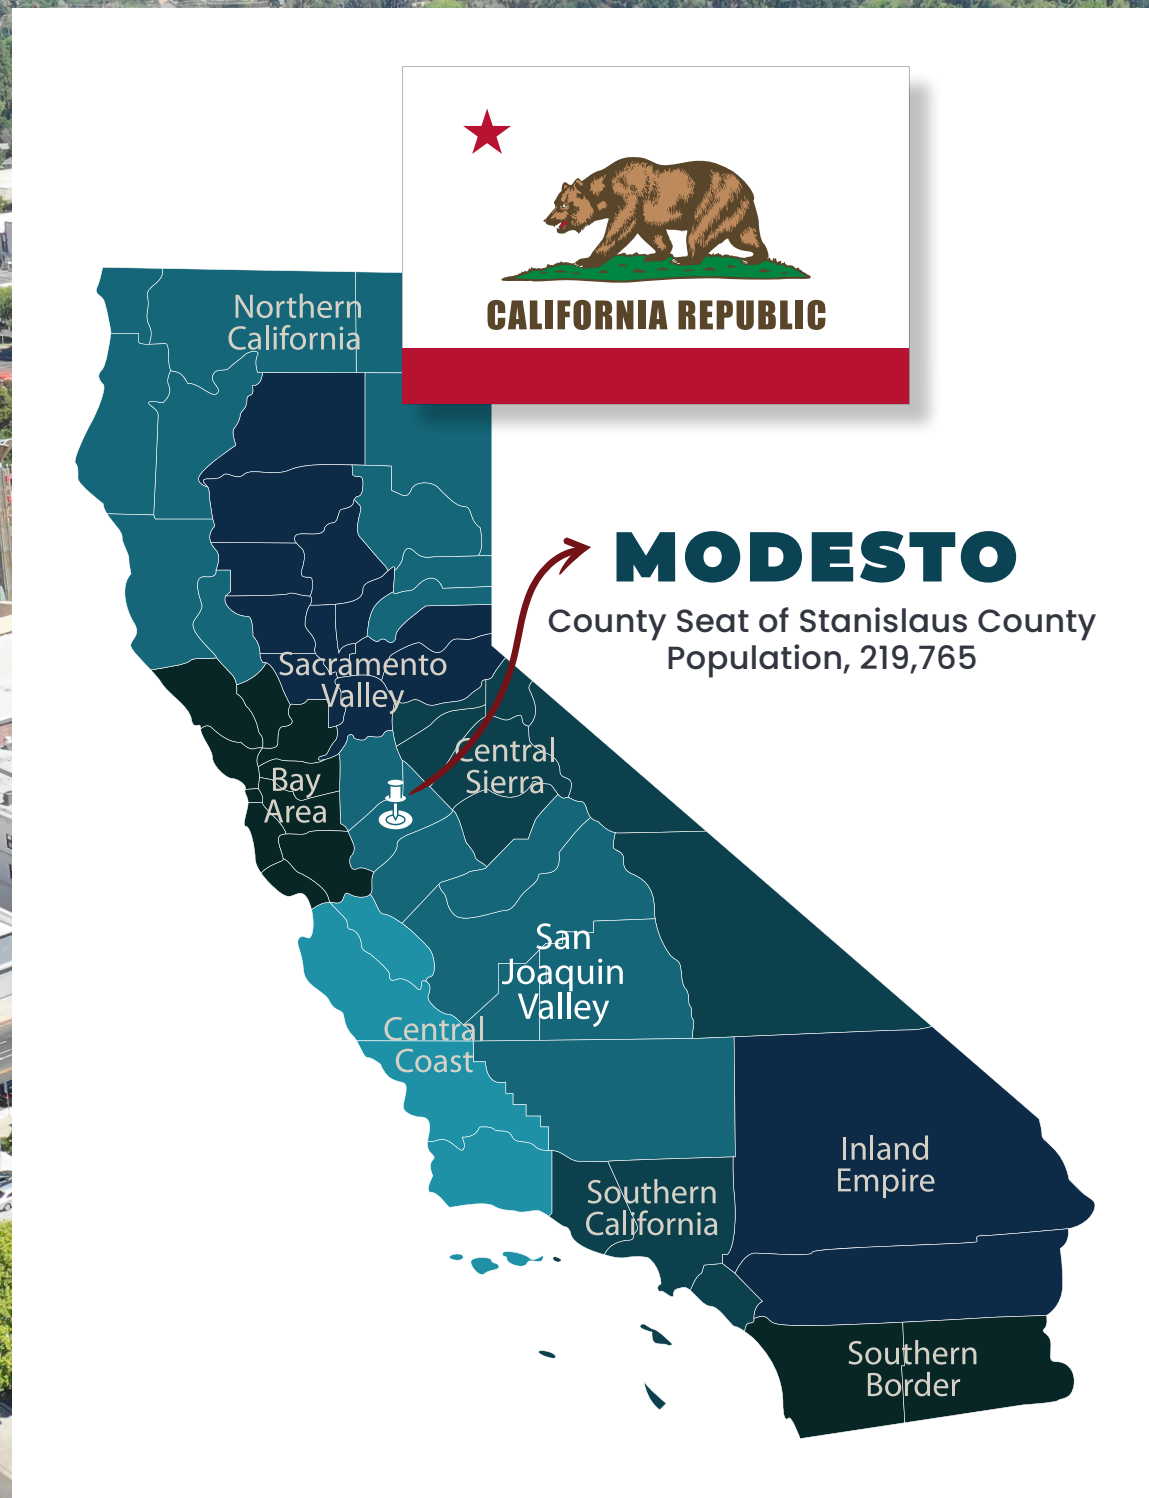 CALIFORNIA REPUBLIC
Northern
California
MODESTO
County Seat of Stanislaus County
Population, 219,765
Sacramento
Valley
Central
Sierra
Bay
Area
San
Joaquin
Valley
Central
Coast
Inland
Empire
Southern
California
Southern
Border